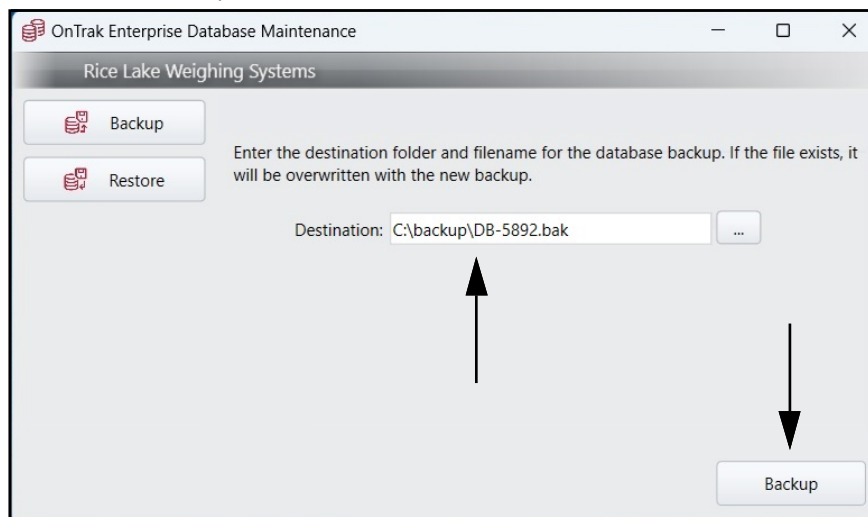 OnTrak Enterprise Database Maintenance
Rice Lake Weighing Systems
Backup
Restore
Enter the destination folder and filename for the database backup. If the file exists, it
will be overwritten with the new backup.
Destination: C:\backup\DB-5892.bak ...
Backup